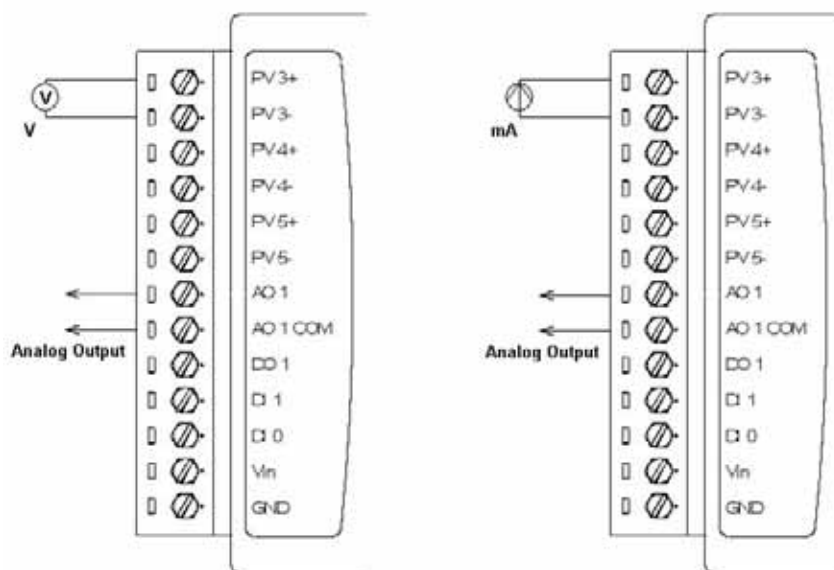 V
V
PV3+
PV3-
PV4+
PV4-
PV5+
PV5-
AO 1
AO 1 COM
DO 1
DI 1
DI 0
Vin
GND
Analog Output
mA
PV3+
PV3-
PV4+
PV4-
PV5+
PV5-
AO 1
AO 1 COM
DO 1
DI 1
DI 0
Vin
GND
Analog Output